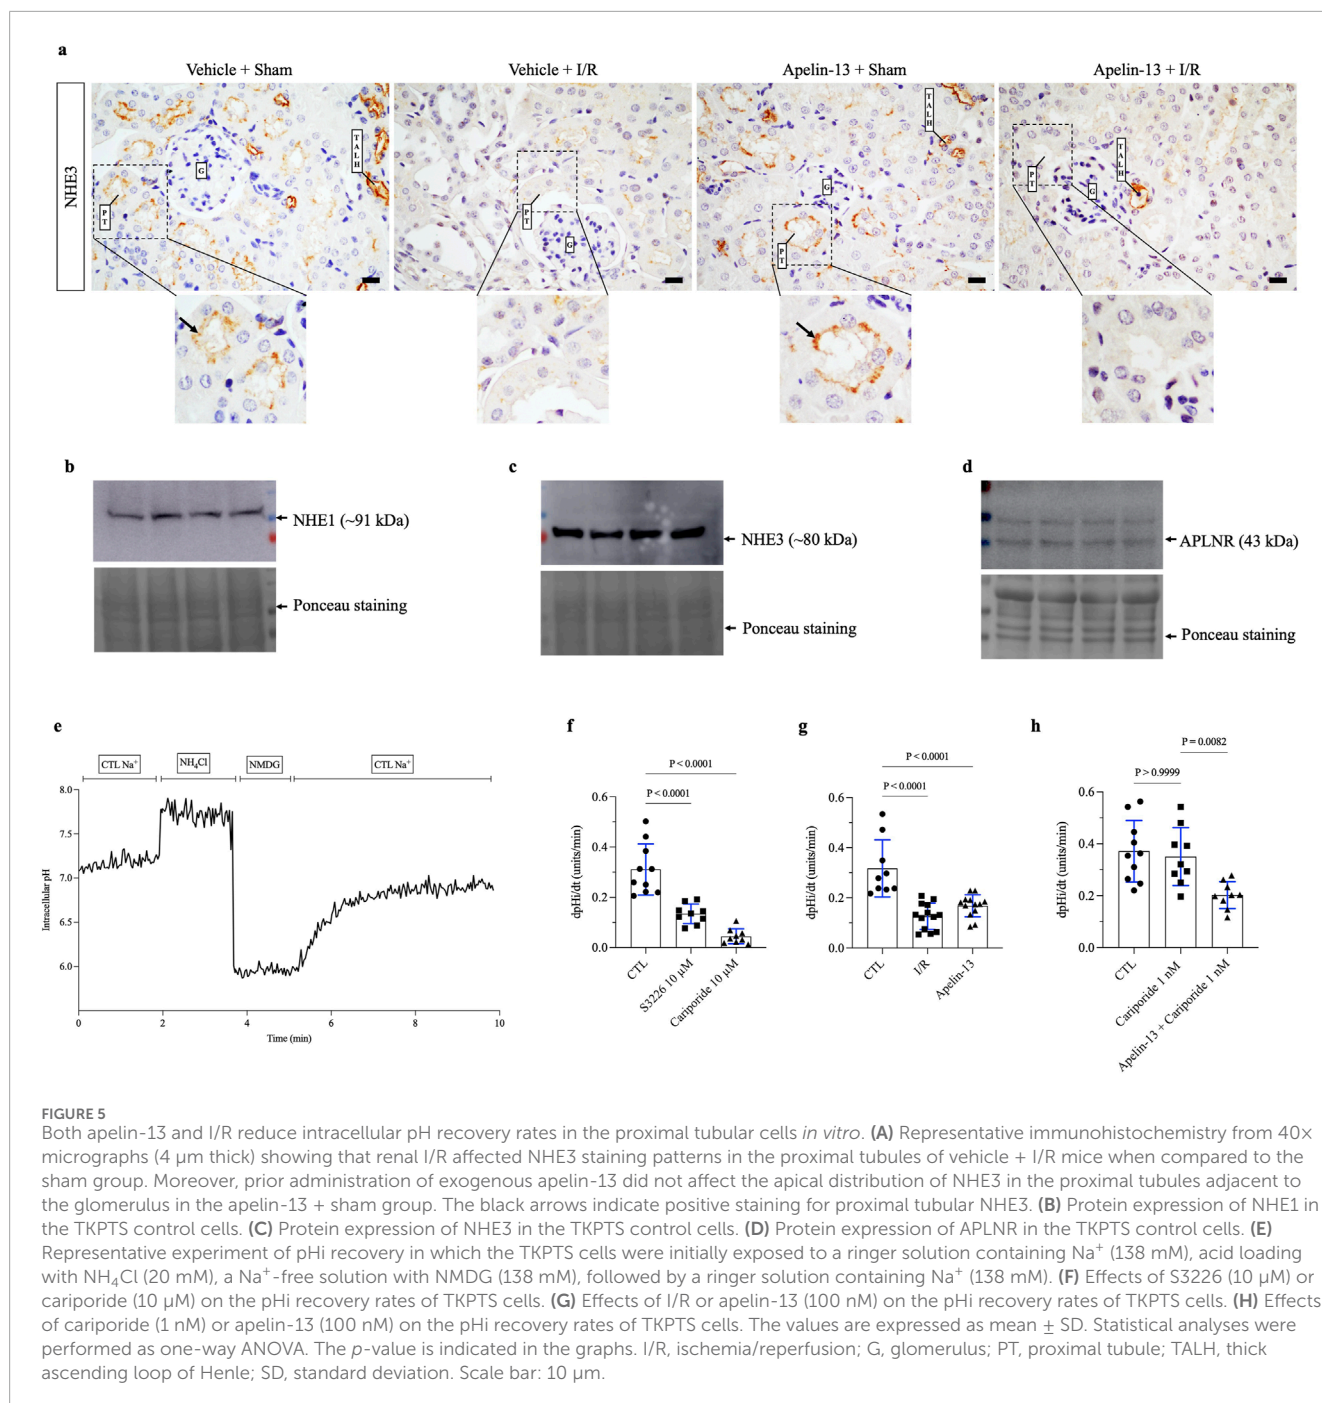 a
Vehicle + Sham
Vehicle + I/R
Apelin-13 + Sham
Apelin-13 + I/R
NHE3
PT
G
TALH
PT
G
PT
G
TALH
PT
G
TALH
b
NHE1 (~91 kDa)
Ponceau staining
c
NHE3 (~80 kDa)
Ponceau staining
d
APLNR (43 kDa)
Ponceau staining
e
CTL Na⁺
NH₄Cl
NMDG
CTL Na⁺
Intracellular pH
8.0
7.5
7.0
6.5
6.0
0
2
4
6
8
10
Time (min)
f
P < 0.0001
P < 0.0001
dpHi/dt (units/min)
0.6
0.4
0.2
0.0
CTL
S3226 10 µM
Cariporide 10 µM
g
P < 0.0001
P < 0.0001
dpHi/dt (units/min)
0.6
0.4
0.2
0.0
CTL
I/R
Apelin-13
h
P = 0.0082
P > 0.9999
dpHi/dt (units/min)
0.6
0.4
0.2
0.0
CTL
Cariporide 1 nM
Apelin-13 + Cariporide 1 nM
FIGURE 5
Both apelin-13 and I/R reduce intracellular pH recovery rates in the proximal tubular cells in vitro. (A) Representative immunohistochemistry from 40×
micrographs (4 µm thick) showing that renal I/R affected NHE3 staining patterns in the proximal tubules of vehicle + I/R mice when compared to the
sham group. Moreover, prior administration of exogenous apelin-13 did not affect the apical distribution of NHE3 in the proximal tubules adjacent to
the glomerulus in the apelin-13 + sham group. The black arrows indicate positive staining for proximal tubular NHE3. (B) Protein expression of NHE1 in
the TKPTS control cells. (C) Protein expression of NHE3 in the TKPTS control cells. (D) Protein expression of APLNR in the TKPTS control cells. (E)
Representative experiment of pHi recovery in which the TKPTS cells were initially exposed to a ringer solution containing Na⁺ (138 mM), acid loading
with NH₄Cl (20 mM), a Na⁺-free solution with NMDG (138 mM), followed by a ringer solution containing Na⁺ (138 mM). (F) Effects of S3226 (10 µM) or
cariporide (10 µM) on the pHi recovery rates of TKPTS cells. (G) Effects of I/R or apelin-13 (100 nM) on the pHi recovery rates of TKPTS cells. (H) Effects
of cariporide (1 nM) or apelin-13 (100 nM) on the pHi recovery rates of TKPTS cells. The values are expressed as mean ± SD. Statistical analyses were
performed as one-way ANOVA. The p-value is indicated in the graphs. I/R, ischemia/reperfusion; G, glomerulus; PT, proximal tubule; TALH, thick
ascending loop of Henle; SD, standard deviation. Scale bar: 10 µm.